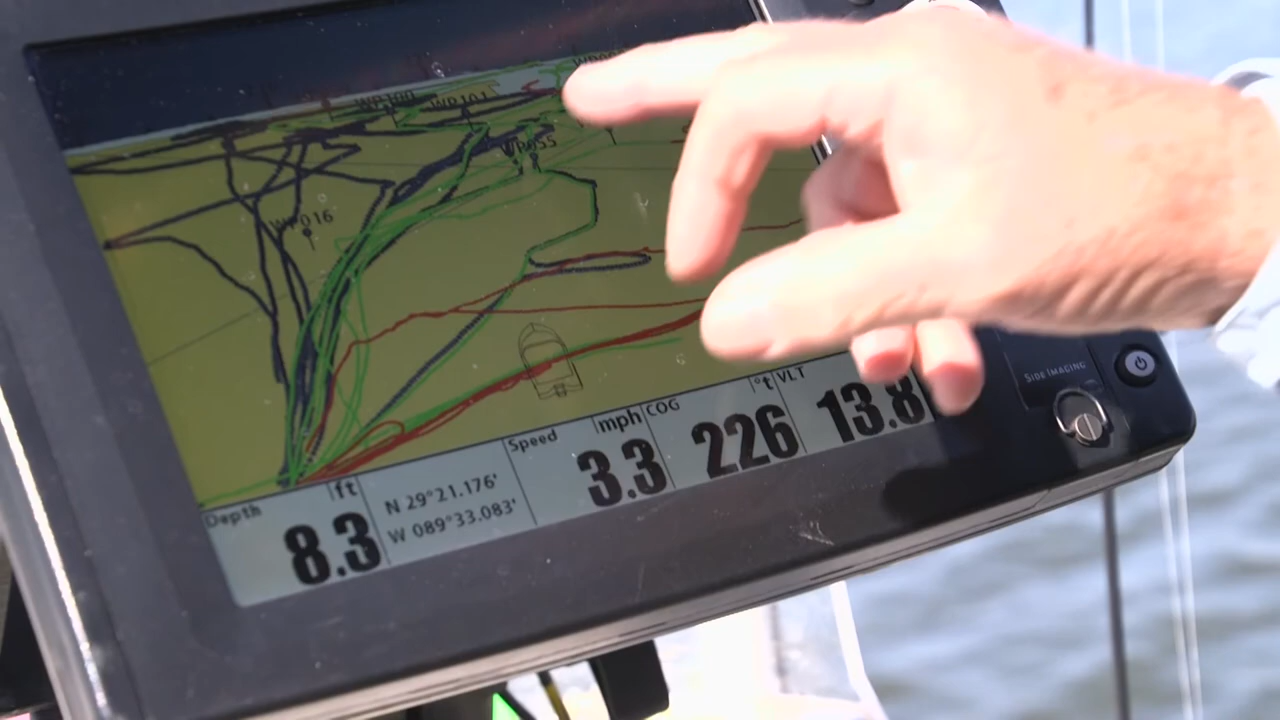 WP100
WP101
WP055
WP016
SIDE IMAGING
Depth ft
8.3
N 29°21.176'
W 089°33.083'
Speed mph
3.3
COG °t
226
VLT
13.8